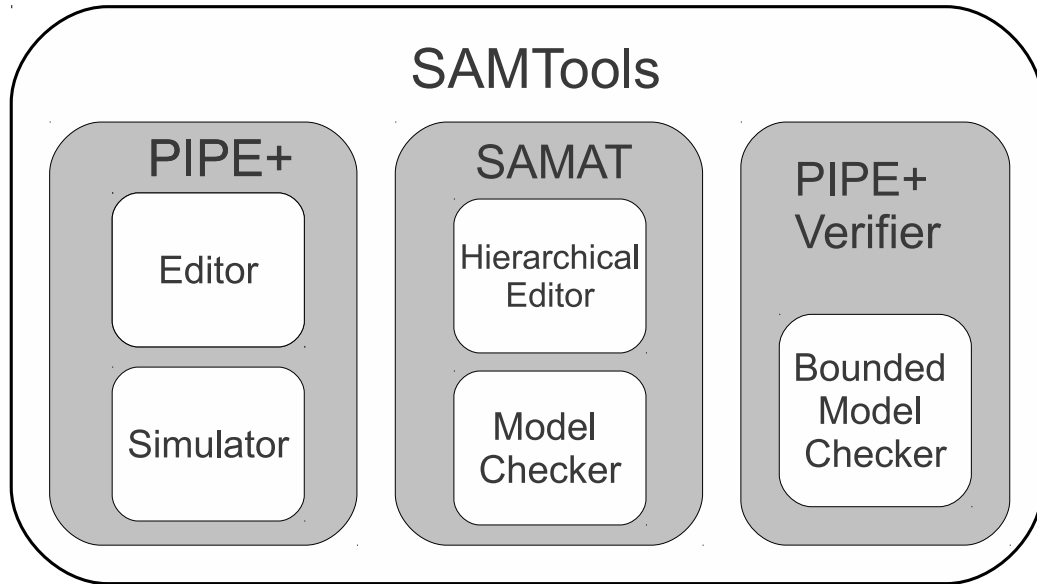 SAMTools
PIPE+
Editor
Simulator
SAMAT
Hierarchical
Editor
Model
Checker
PIPE+
Verifier
Bounded
Model
Checker